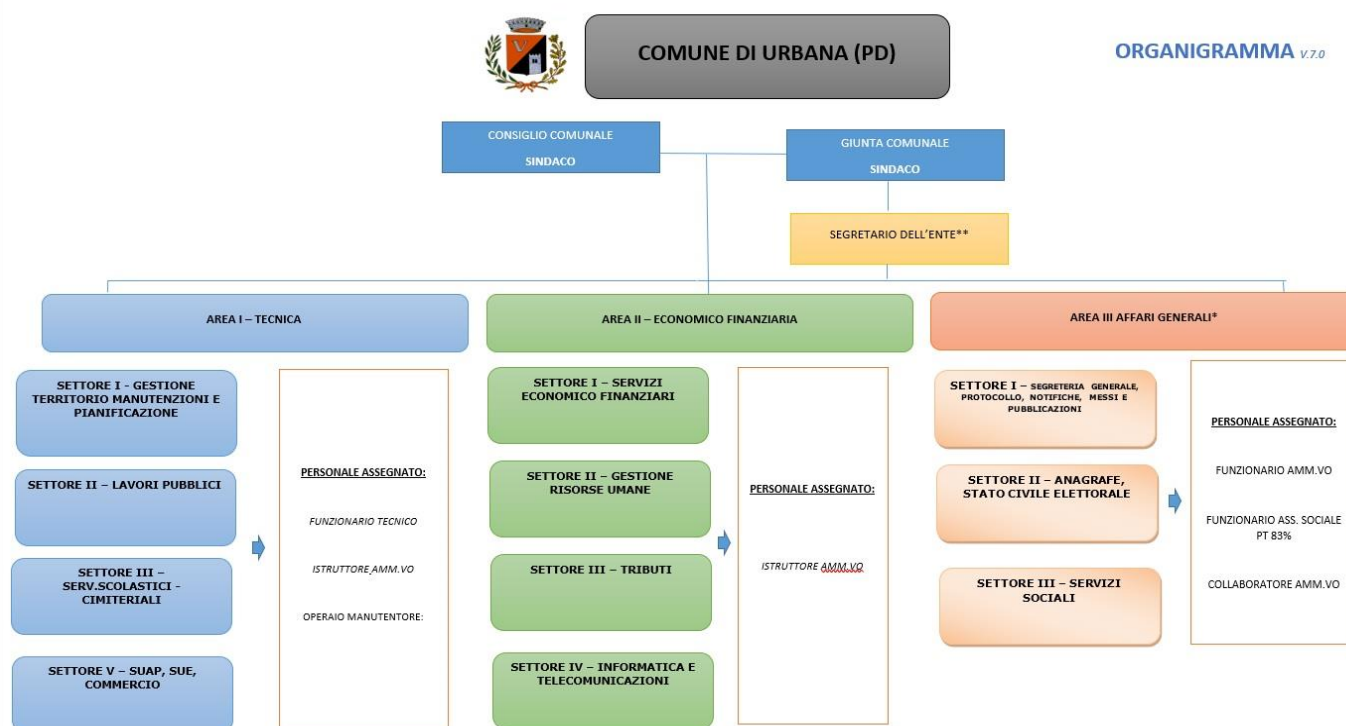 COMUNE DI URBANA (PD)
ORGANIGRAMMA V.7.0
CONSIGLIO COMUNALE
SINDACO
GIUNTA COMUNALE
SINDACO
SEGRETARIO DELL'ENTE**
AREA I – TECNICA
SETTORE I - GESTIONE
TERRITORIO MANUTENZIONI E
PIANIFICAZIONE
SETTORE II – LAVORI PUBBLICI
SETTORE III –
SERV.SCOLASTICI -
CIMITERIALI
SETTORE V – SUAP, SUE,
COMMERCIO
PERSONALE ASSEGNATO:
FUNZIONARIO TECNICO
ISTRUTTORE AMM.VO
OPERAIO MANUTENTORE:
AREA II – ECONOMICO FINANZIARIA
SETTORE I – SERVIZI
ECONOMICO FINANZIARI
SETTORE II – GESTIONE
RISORSE UMANE
SETTORE III – TRIBUTI
SETTORE IV – INFORMATICA E
TELECOMUNICAZIONI
PERSONALE ASSEGNATO:
ISTRUTTORE AMM.VO
AREA III AFFARI GENERALI*
SETTORE I – SEGRETERIA GENERALE,
PROTOCOLLO, NOTIFICHE, MESSI E
PUBBLICAZIONI
SETTORE II – ANAGRAFE,
STATO CIVILE ELETTORALE
SETTORE III – SERVIZI
SOCIALI
PERSONALE ASSEGNATO:
FUNZIONARIO AMM.VO
FUNZIONARIO ASS. SOCIALE
PT 83%
COLLABORATORE AMM.VO